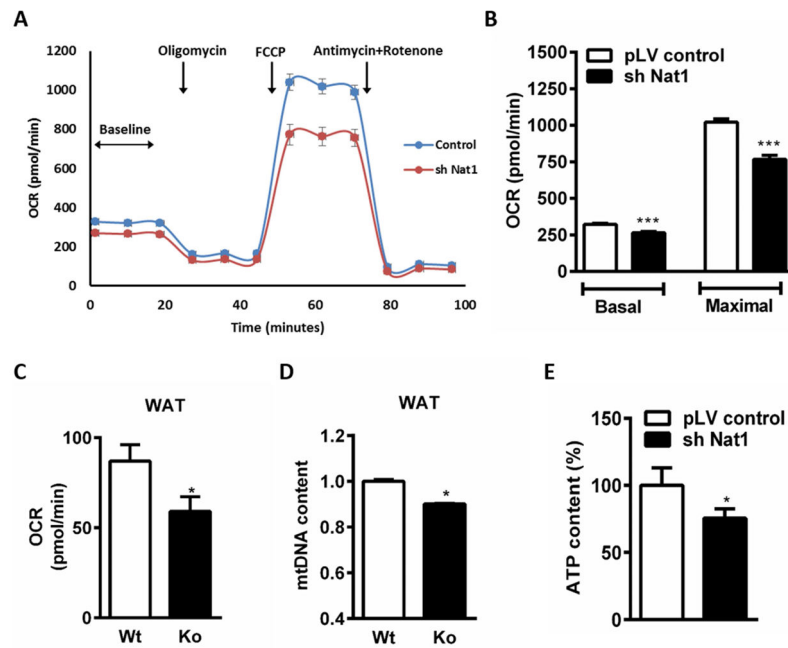 A
Oligomycin
FCCP
Antimycin+Rotenone
1200
1000
800
600
400
200
0
OCR (pmol/min)
Baseline
Control
sh Nat1
0
20
40
60
80
100
Time (minutes)
B
pLV control
sh Nat1
1500
1250
1000
750
500
250
0
OCR (pmol/min)
***
***
Basal
Maximal
C
WAT
100
50
0
OCR
(pmol/min)
*
Wt
Ko
D
WAT
1.2
1.0
0.8
0.6
0.4
mtDNA content
*
Wt
Ko
E
pLV control
sh Nat1
150
100
50
0
ATP content (%)
*